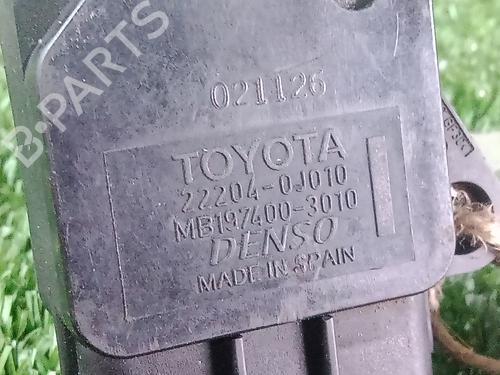 B-PARTS
021126
TOYOTA
22204-0J010
MB197400-3010
DENSO
MADE IN SPAIN